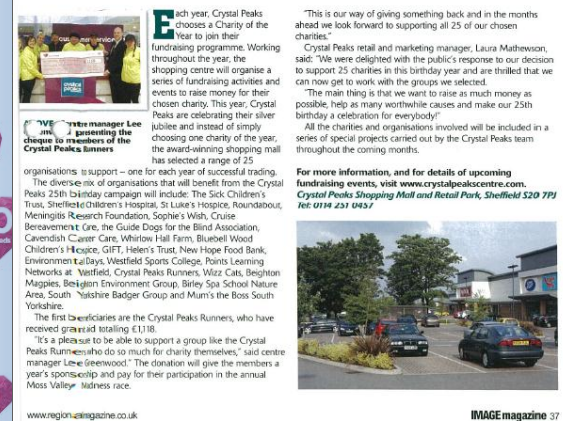 Each year, Crystal Peaks
chooses a Charity of the
Year to join their
fundraising programme. Working
throughout the year, the
shopping centre will organise a
series of fundraising activities and
events to raise money for their
chosen charity. This year, Crystal
Peaks are celebrating their silver
jubilee and instead of simply
choosing one charity of the year,
the award-winning shopping mall
has selected a range of 25
organisations to support – one for each year of successful trading.
The diverse mix of organisations that will benefit from the Crystal
Peaks 25th birthday campaign will include: The Sick Children's
Trust, Sheffield Children's Hospital, St Luke's Hospice, Roundabout,
Meningitis Research Foundation, Sophie's Wish, Cruise
Bereavement Care, the Guide Dogs for the Blind Association,
Cavendish Cancer Care, Whirlow Hall Farm, Bluebell Wood
Children's Hospice, GIFT, Helen's Trust, New Hope Food Bank,
Environmental Days, Westfield Sports College, Points Learning
Networks at Westfield, Crystal Peaks Runners, Wizz Cats, Beighton
Magpies, Beighton Environment Group, Birley Spa School Nature
Area, South Yorkshire Badger Group and Mum's the Boss South
Yorkshire.
The first beneficiaries are the Crystal Peaks Runners, who have
received grant aid totalling £1,118.
"It's a pleasure to be able to support a group like the Crystal
Peaks Runners who do so much for charity themselves," said centre
manager Lee Greenwood." The donation will give the members a
year's sponsorship and pay for their participation in the annual
Moss Valley Madness race.
crystal
peaks
ABOVE: Centre manager Lee
presenting the
cheque to members of the
Crystal Peaks Runners
"This is our way of giving something back and in the months
ahead we look forward to supporting all 25 of our chosen
charities."
Crystal Peaks retail and marketing manager, Laura Mathewson,
said: "We were delighted with the public's response to our decision
to support 25 charities in this birthday year and are thrilled that we
can now get to work with the groups we selected.
"The main thing is that we want to raise as much money as
possible, help as many worthwhile causes and make our 25th
birthday a celebration for everybody!"
All the charities and organisations involved will be included in a
series of special projects carried out by the Crystal Peaks team
throughout the coming months.
For more information, and for details of upcoming
fundraising events, visit www.crystalpeakscentre.com.
Crystal Peaks Shopping Mall and Retail Park, Sheffield S20 7PJ
Tel: 0114 251 0457
IMAGE magazine 37